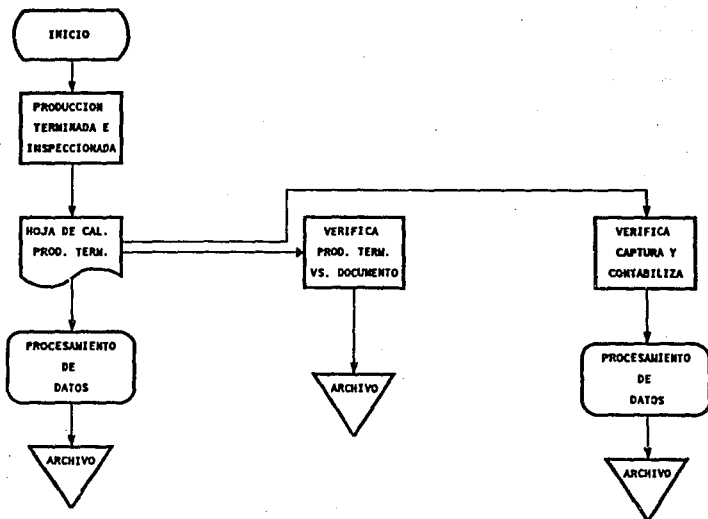 INICIO
PRODUCCION
TERMINADA E
INSPECCIONADA
HOJA DE CAL.
PROD. TERM.
VERIFICA
PROD. TERM.
VS. DOCUMENTO
VERIFICA
CAPTURA Y
CONTABILIZA
PROCESAMIENTO
DE
DATOS
PROCESAMIENTO
DE
DATOS
ARCHIVO
ARCHIVO
ARCHIVO